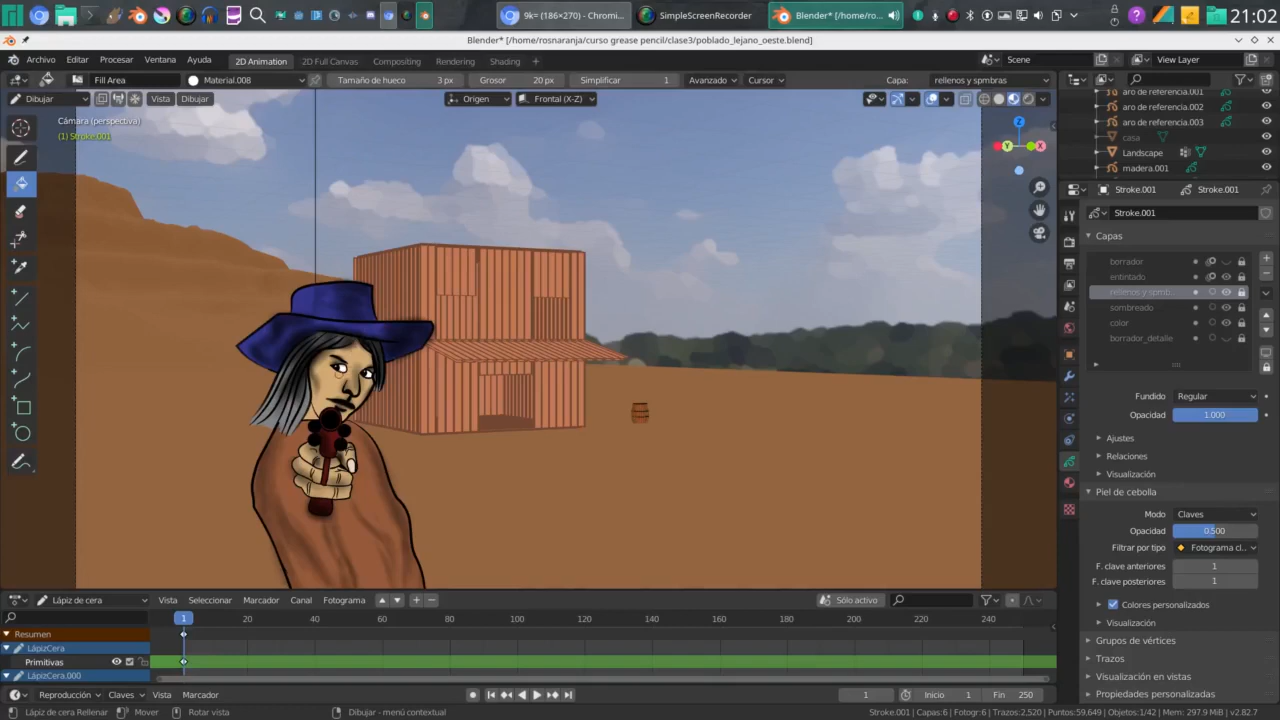 9k= (186×270) - Chromi...
SimpleScreenRecorder
Blender* [/home/ro...
21:02
Blender* [/home/rosnaranja/curso grease pencil/clase3/poblado_lejano_oeste.blend]
Archivo Editar Procesar Ventana Ayuda
2D Animation 2D Full Canvas Compositing Rendering Shading +
Scene
View Layer
Fill Area
Material.008
Tamaño de hueco 3 px
Grosor 20 px
Simplificar 1
Avanzado
Cursor
Capa: rellenos y spmbras
Dibujar
Vista
Dibujar
Origen
Frontal (X-Z)
Cámara (perspectiva)
(1) Stroke.001
Z
Y
X
aro de referencia.001
aro de referencia.002
aro de referencia.003
casa
Landscape
madera.001
Stroke.001
Stroke.001
Stroke.001
Capas
borrador
entintado
rellenos y spmb..
sombreado
color
borrador_detalle
Fundido Regular
Opacidad 1.000
Ajustes
Relaciones
Visualización
Piel de cebolla
Modo Claves
Opacidad 0.500
Filtrar por tipo Fotograma cl..
F. clave anteriores 1
F. clave posteriores 1
Colores personalizados
Visualización
Grupos de vértices
Trazos
Visualización en vistas
Propiedades personalizadas
Lápiz de cera
Vista Seleccionar Marcador Canal Fotograma
Sólo activo
1 20 40 60 80 100 120 140 160 180 200 220 240
Resumen
LápizCera
Primitivas
LápizCera.000
Reproducción Claves Vista Marcador
1
Inicio 1
Fin 250
Lápiz de cera Rellenar
Mover
Rotar vista
Dibujar - menú contextual
Stroke.001 | Capas:6 | Fotogr:6 | Trazos:2,520 | Puntos:59,649 | Objetos:1/42 | Mem: 297.9 MiB | v2.82.7